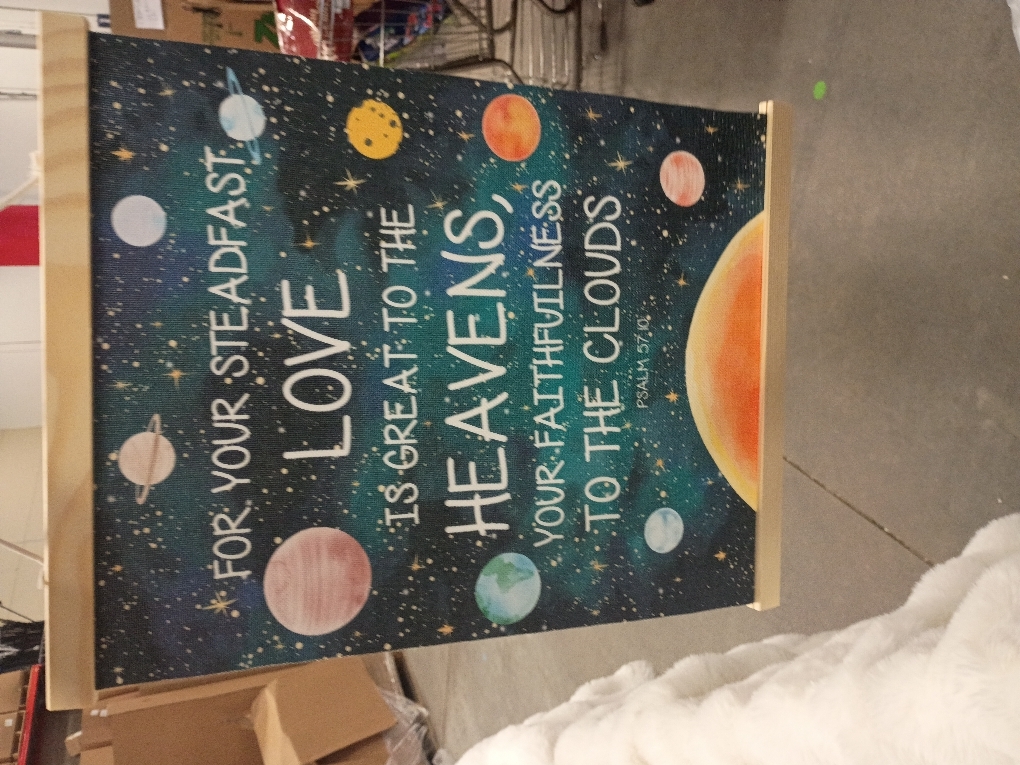 FOR YOUR STEADFAST
LOVE
IS GREAT TO THE
HEAVENS,
YOUR FAITHFULNESS
TO THE CLOUDS
PSALM 57:10